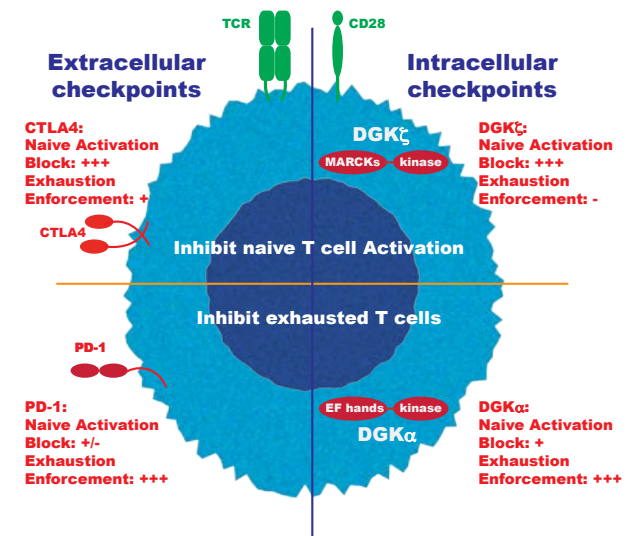 TCR
CD28
Extracellular
checkpoints
Intracellular
checkpoints
CTLA4:
Naive Activation
Block: +++
Exhaustion
Enforcement: +
CTLA4
DGKζ
MARCKs
kinase
DGKζ:
Naive Activation
Block: +++
Exhaustion
Enforcement: -
Inhibit naive T cell Activation
Inhibit exhausted T cells
PD-1
PD-1:
Naive Activation
Block: +/-
Exhaustion
Enforcement: +++
EF hands
kinase
DGKα
DGKα:
Naive Activation
Block: +
Exhaustion
Enforcement: +++